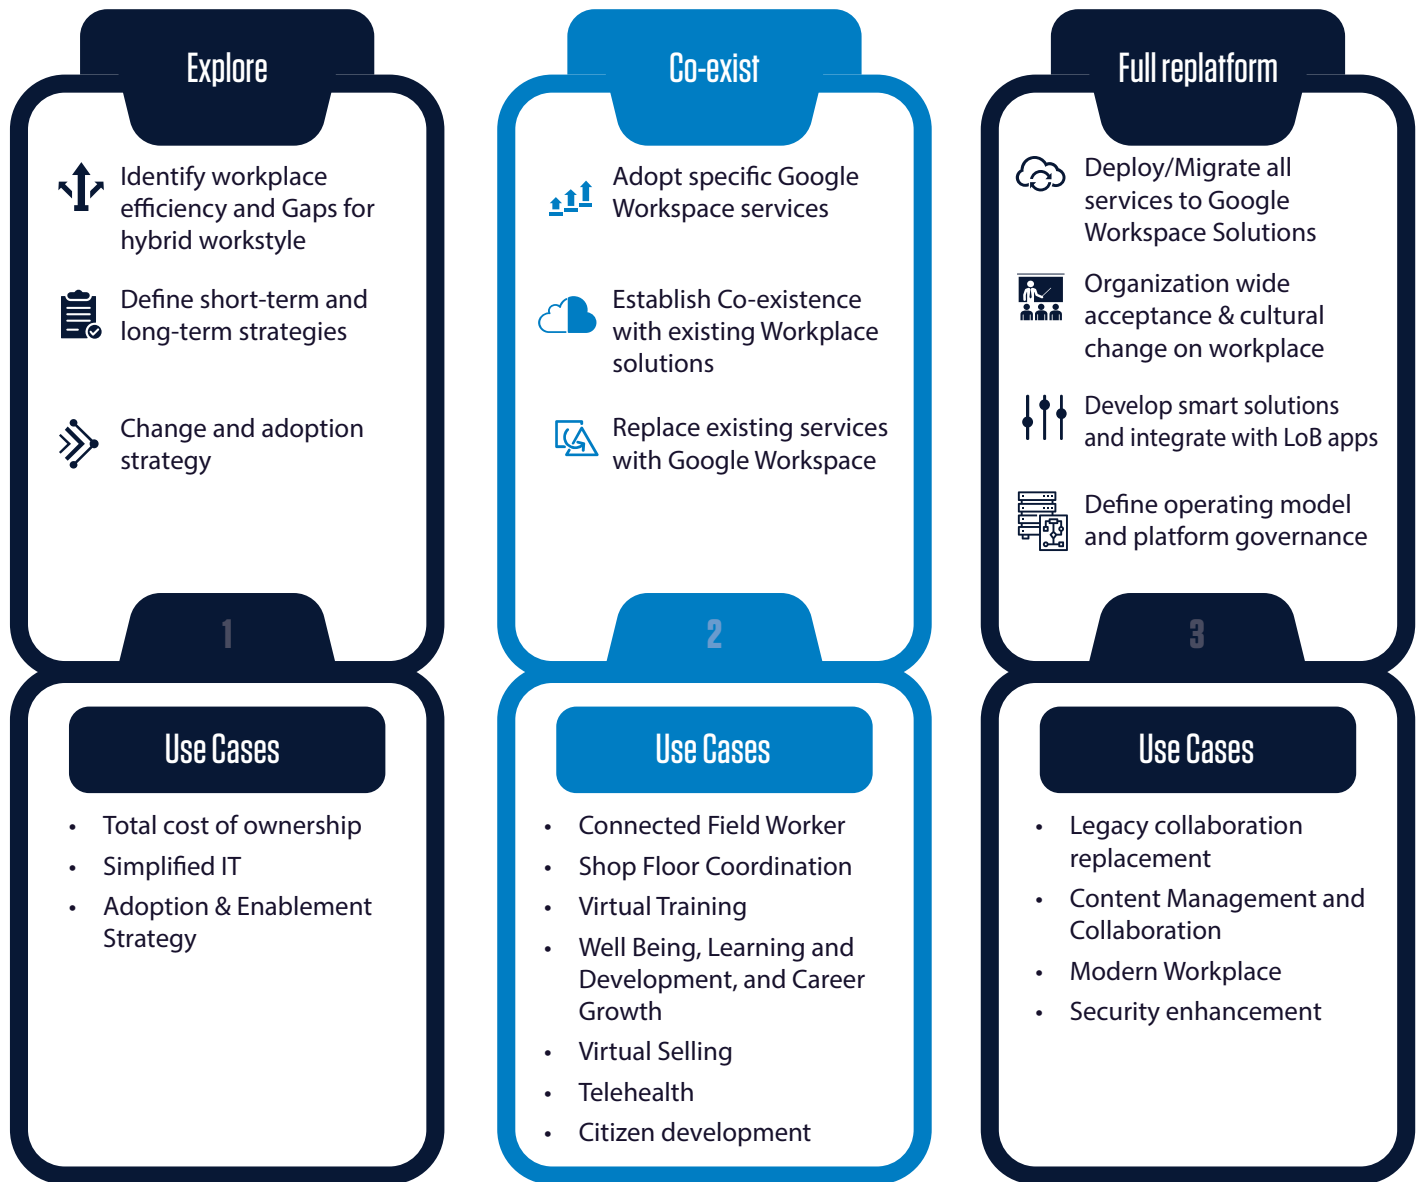 Explore
Identify workplace
efficiency and Gaps for
hybrid workstyle
Define short-term and
long-term strategies
Change and adoption
strategy
1
Use Cases
• Total cost of ownership
• Simplified IT
• Adoption & Enablement
Strategy
Co-exist
Adopt specific Google
Workspace services
Establish Co-existence
with existing Workplace
solutions
Replace existing services
with Google Workspace
2
Use Cases
• Connected Field Worker
• Shop Floor Coordination
• Virtual Training
• Well Being, Learning and
Development, and Career
Growth
• Virtual Selling
• Telehealth
• Citizen development
Full replatform
Deploy/Migrate all
services to Google
Workspace Solutions
Organization wide
acceptance & cultural
change on workplace
Develop smart solutions
and integrate with LoB apps
Define operating model
and platform governance
3
Use Cases
• Legacy collaboration
replacement
• Content Management and
Collaboration
• Modern Workplace
• Security enhancement